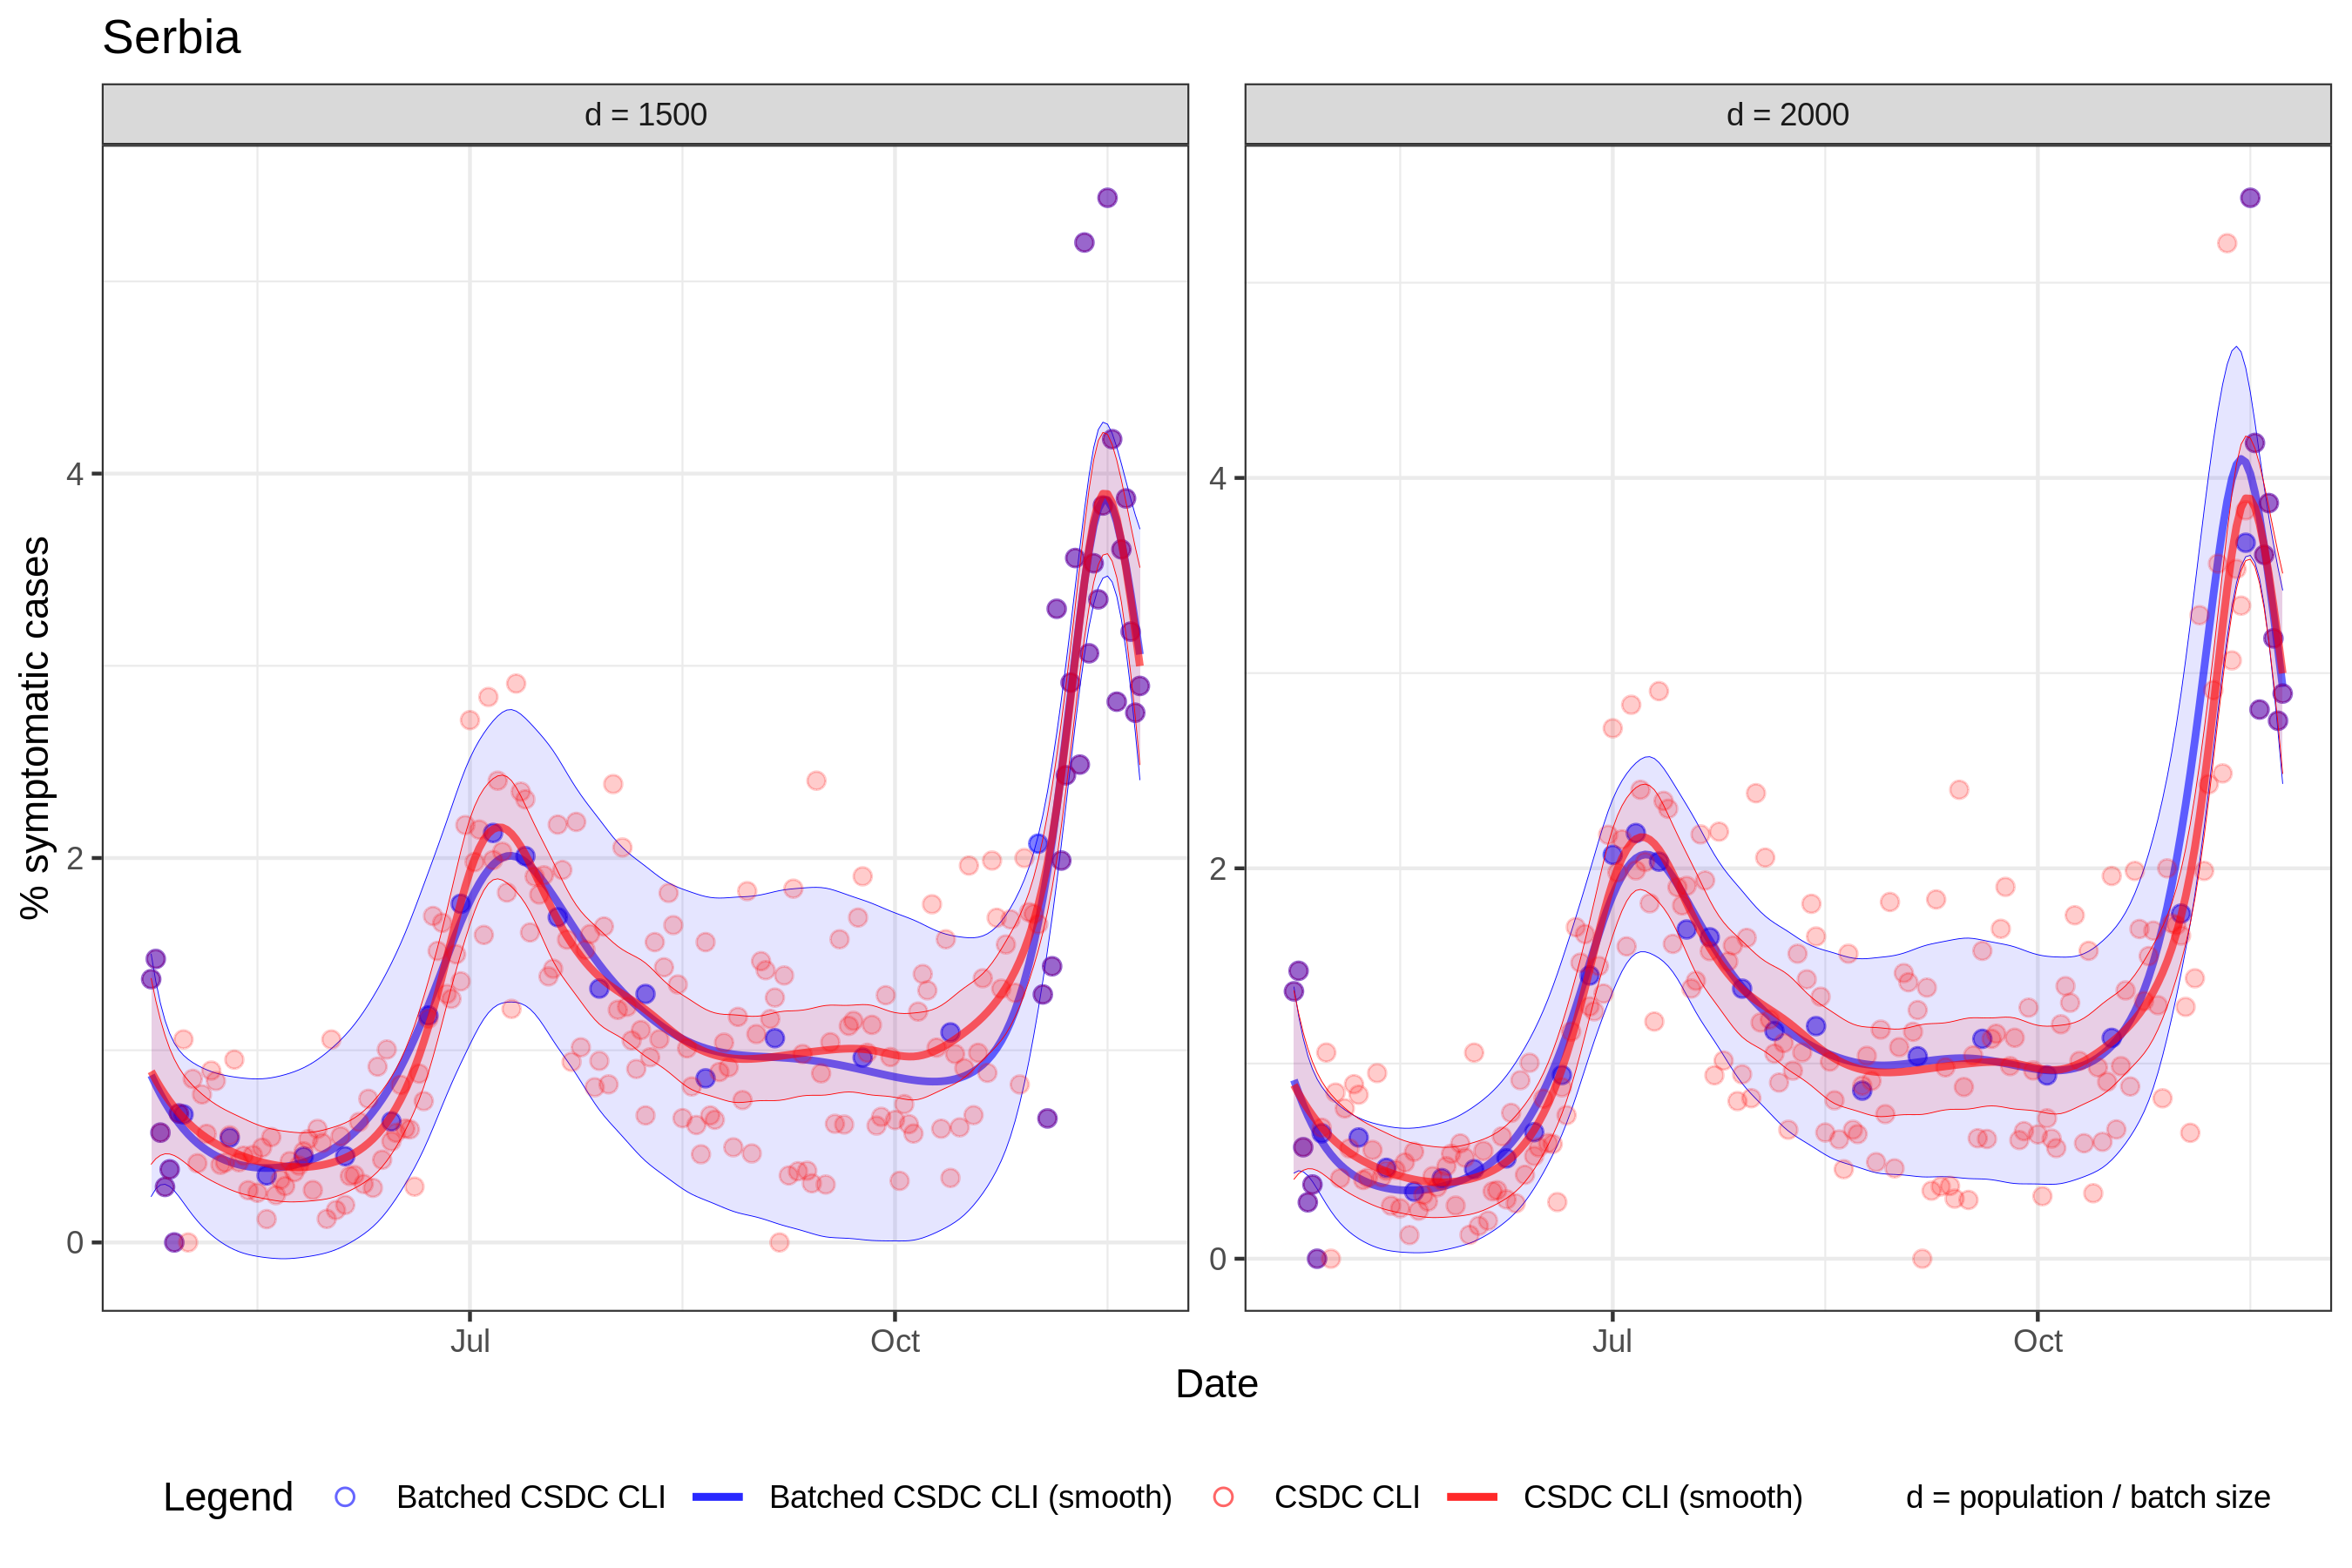 Serbia
d = 1500
d = 2000
% symptomatic cases
4
2
0
4
2
0
Jul
Oct
Jul
Oct
Date
Legend
Batched CSDC CLI
Batched CSDC CLI (smooth)
CSDC CLI
CSDC CLI (smooth)
d = population / batch size